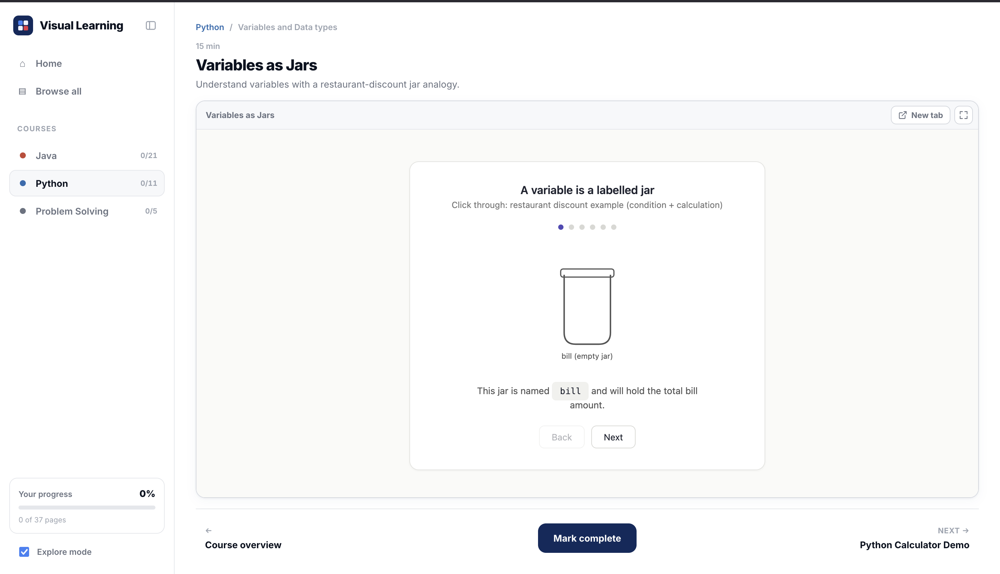 Visual Learning
Home
Browse all
COURSES
Java 0/21
Python 0/11
Problem Solving 0/5
Your progress 0%
0 of 37 pages
Explore mode
Python / Variables and Data types
15 min
Variables as Jars
Understand variables with a restaurant-discount jar analogy.
Variables as Jars
New tab
A variable is a labelled jar
Click through: restaurant discount example (condition + calculation)
bill (empty jar)
This jar is named bill and will hold the total bill
amount.
Back Next
←
Course overview
Mark complete
NEXT →
Python Calculator Demo